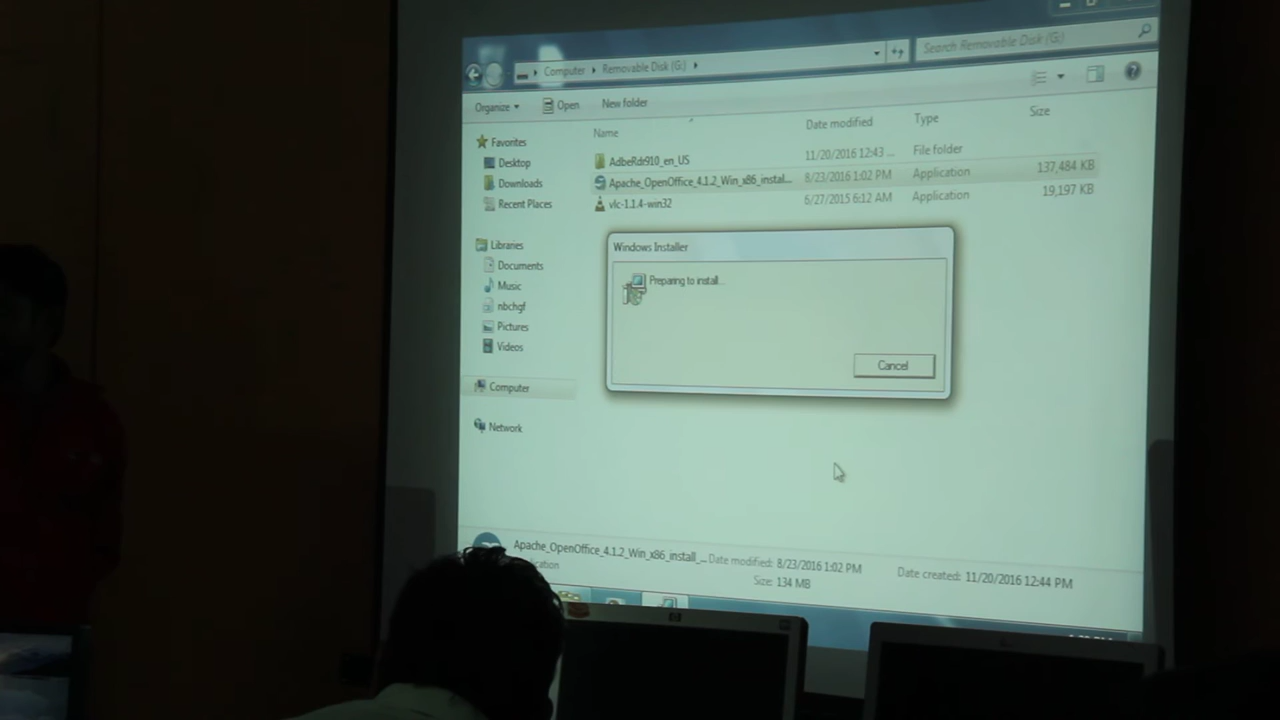 Computer Removable Disk (G:)
Search Removable Disk (G:)
Organize Open New folder
Name Date modified Type Size
Favorites
Desktop
Downloads
Recent Places
Libraries
Documents
Music
nbchgf
Pictures
Videos
Computer
Network
AdbeRdr910_en_US 11/20/2016 12:43 ... File folder
Apache_OpenOffice_4.1.2_Win_x86_instal... 8/23/2016 1:02 PM Application 137,484 KB
vlc-1.1.4-win32 6/27/2015 6:12 AM Application 19,197 KB
Windows Installer
Preparing to install...
Cancel
Apache_OpenOffice_4.1.2_Win_x86_install_... Date modified: 8/23/2016 1:02 PM Date created: 11/20/2016 12:44 PM
Size: 134 MB